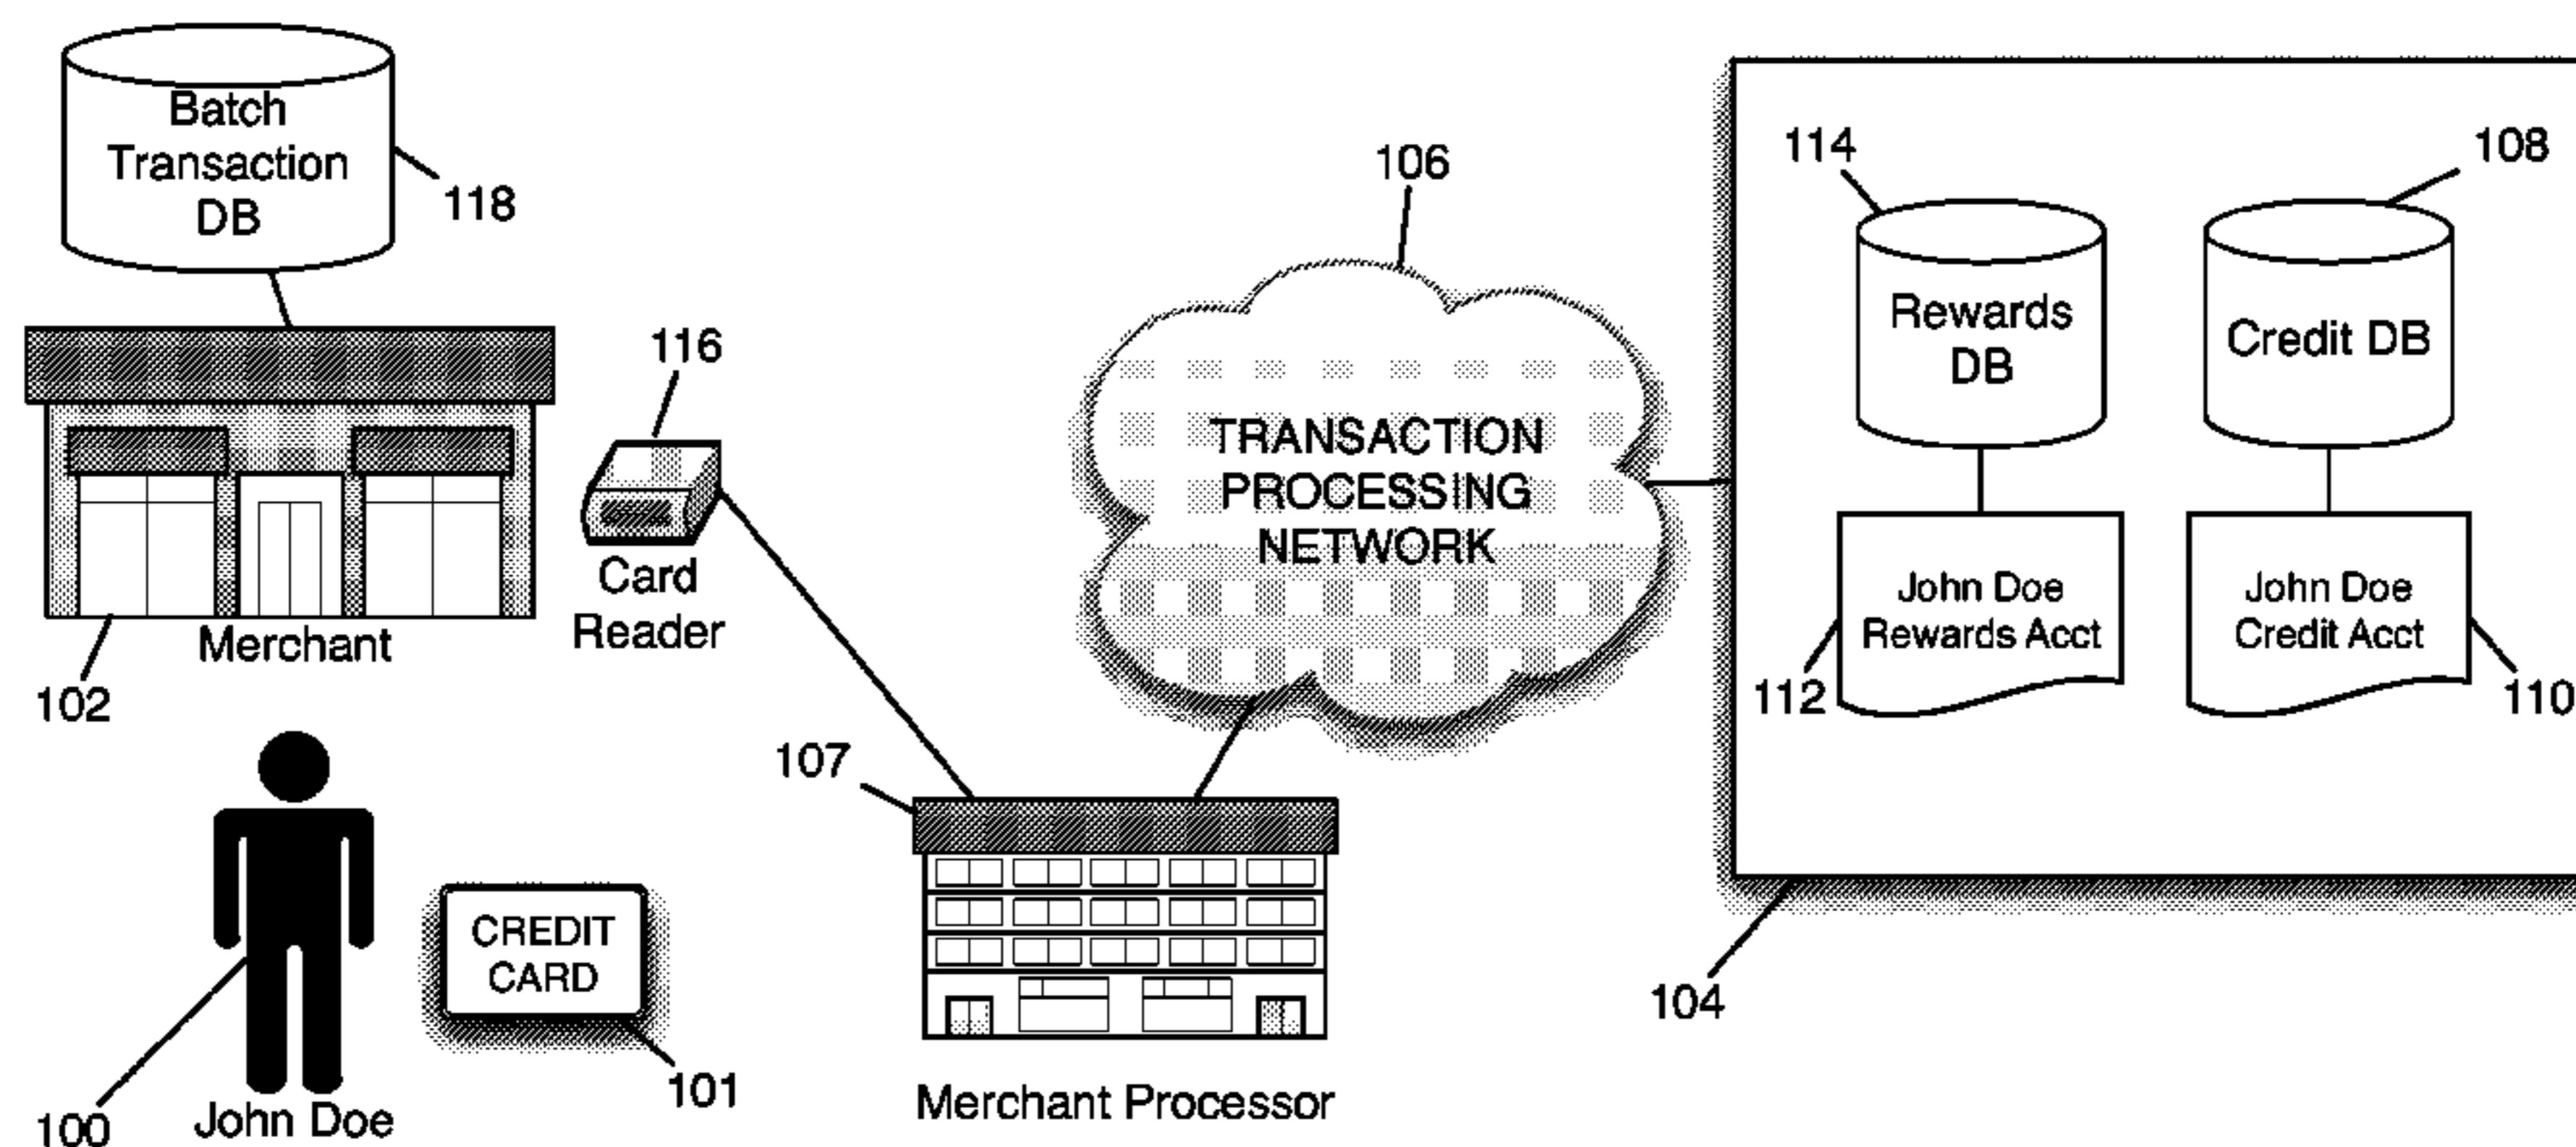 Batch
Transaction
DB
118
116
Card
Reader
Merchant
102
John Doe
100
CREDIT
CARD
101
107
Merchant Processor
106
TRANSACTION
PROCESSING
NETWORK
114
108
Rewards
DB
Credit DB
John Doe
Rewards Acct
John Doe
Credit Acct
112
110
104